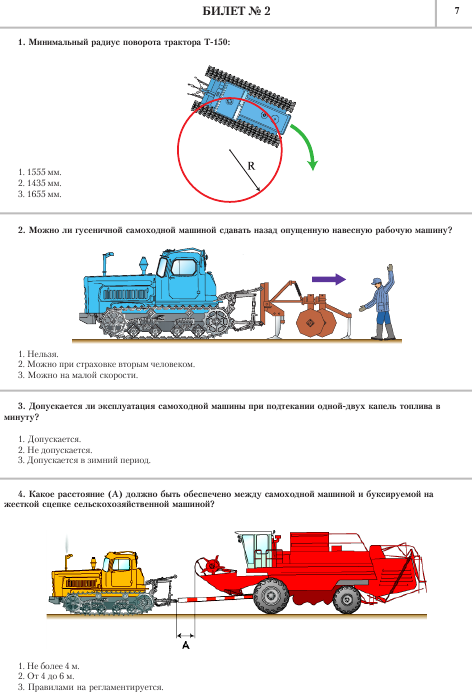 БИЛЕТ № 2
7
1. Минимальный радиус поворота трактора Т-150:
R
1. 1555 мм.
2. 1435 мм.
3. 1655 мм.
2. Можно ли гусеничной самоходной машиной сдавать назад опущенную навесную рабочую машину?
1. Нельзя.
2. Можно при страховке вторым человеком.
3. Можно на малой скорости.
3. Допускается ли эксплуатация самоходной машины при подтекании одной-двух капель топлива в
минуту?
1. Допускается.
2. Не допускается.
3. Допускается в зимний период.
4. Какое расстояние (А) должно быть обеспечено между самоходной машиной и буксируемой на
жесткой сцепке сельскохозяйственной машиной?
А
1. Не более 4 м.
2. От 4 до 6 м.
3. Правилами на регламентируется.